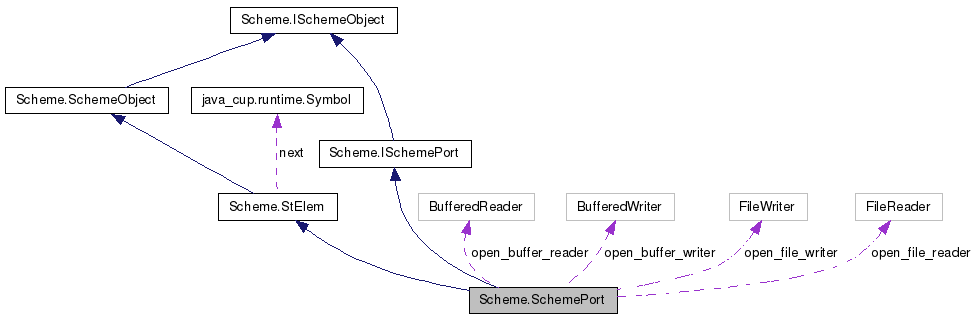 Scheme.ISchemeObject
Scheme.SchemeObject
java_cup.runtime.Symbol
next
Scheme.ISchemePort
Scheme.StElem
BufferedReader
BufferedWriter
FileWriter
FileReader
open_buffer_reader
open_buffer_writer
open_file_writer
open_file_reader
Scheme.SchemePort